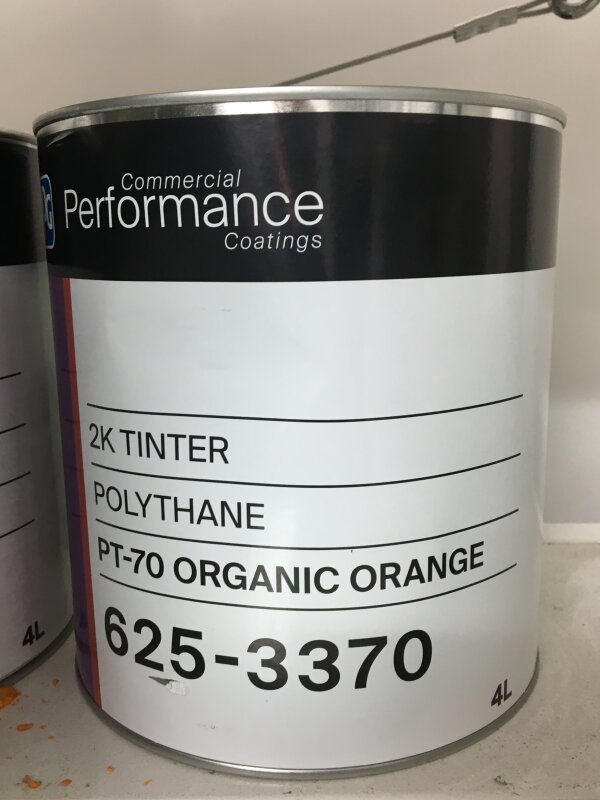 Commercial
Performance
Coatings
2K TINTER
POLYTHANE
PT-70 ORGANIC ORANGE
625-3370
4L
4L